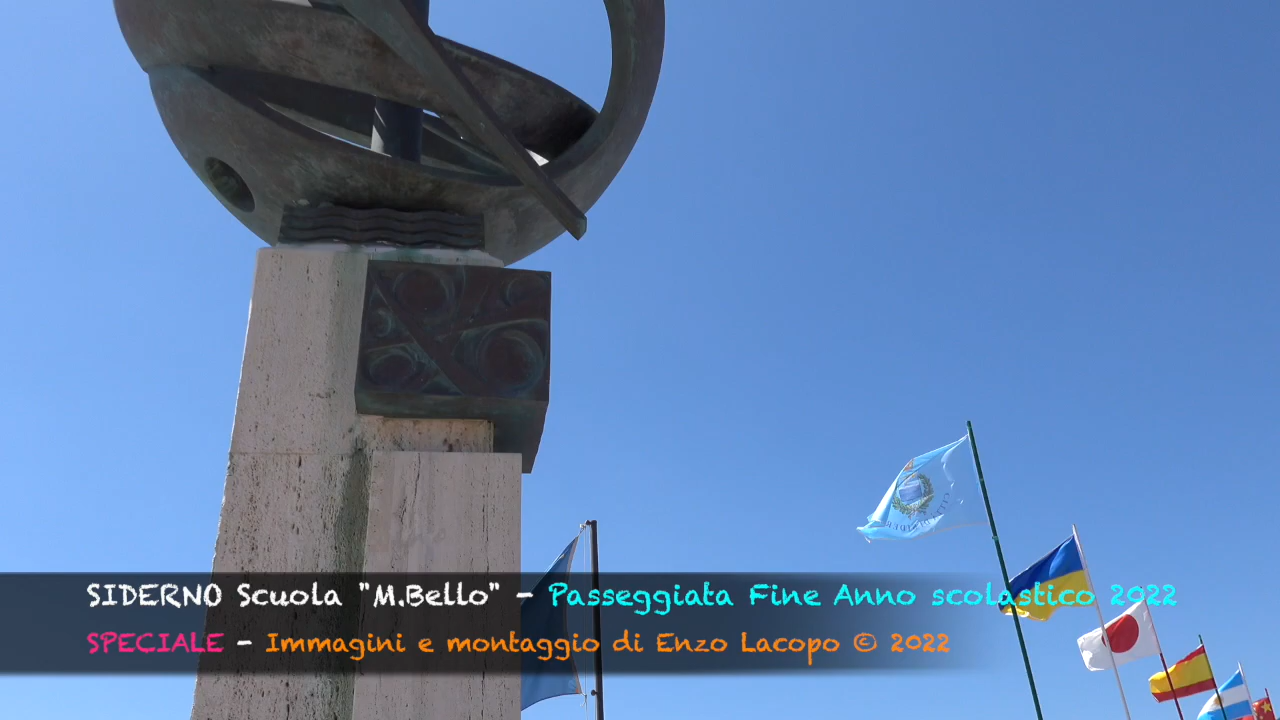 SIDERNO Scuola "M.Bello" - Passeggiata Fine Anno scolastico 2022
SPECIALE - Immagini e montaggio di Enzo Lacopo © 2022